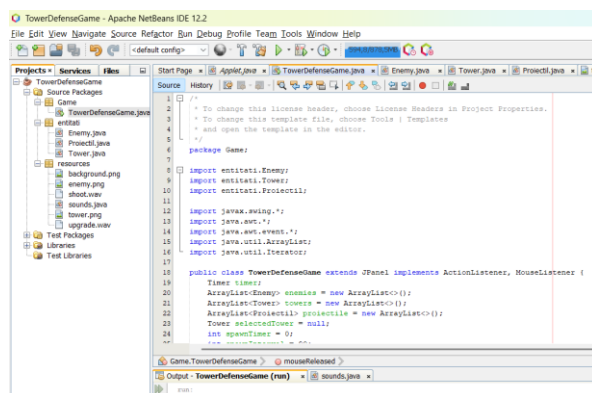 TowerDefenseGame - Apache NetBeans IDE 12.2
File Edit View Navigate Source Refactor Run Debug Profile Team Tools Window Help
<default config>
Projects × Services Files
TowerDefenseGame
Source Packages
Game
TowerDefenseGame.java
entitati
Enemy.java
Proiectil.java
Tower.java
resources
background.png
enemy.png
shoot.wav
sounds.java
tower.png
upgrade.wav
Test Packages
Libraries
Test Libraries
Start Page × Applet.java × TowerDefenseGame.java × Enemy.java × Tower.java × Proiectil.java ×
Source History
1 /*
2 * To change this license header, choose License Headers in Project Properties.
3 * To change this template file, choose Tools | Templates
4 * and open the template in the editor.
5 */
6 package Game;
7
8 import entitati.Enemy;
9 import entitati.Tower;
10 import entitati.Proiectil;
11
12 import javax.swing.*;
13 import java.awt.*;
14 import java.awt.event.*;
15 import java.util.ArrayList;
16 import java.util.Iterator;
17
18 public class TowerDefenseGame extends JPanel implements ActionListener, MouseListener {
19 Timer timer;
20 ArrayList<Enemy> enemies = new ArrayList<>();
21 ArrayList<Tower> towers = new ArrayList<>();
22 ArrayList<Proiectil> proiectile = new ArrayList<>();
23 Tower selectedTower = null;
24 int spawnTimer = 0;
Game.TowerDefenseGame mouseReleased
Output - TowerDefenseGame (run) × sounds.java ×
run: